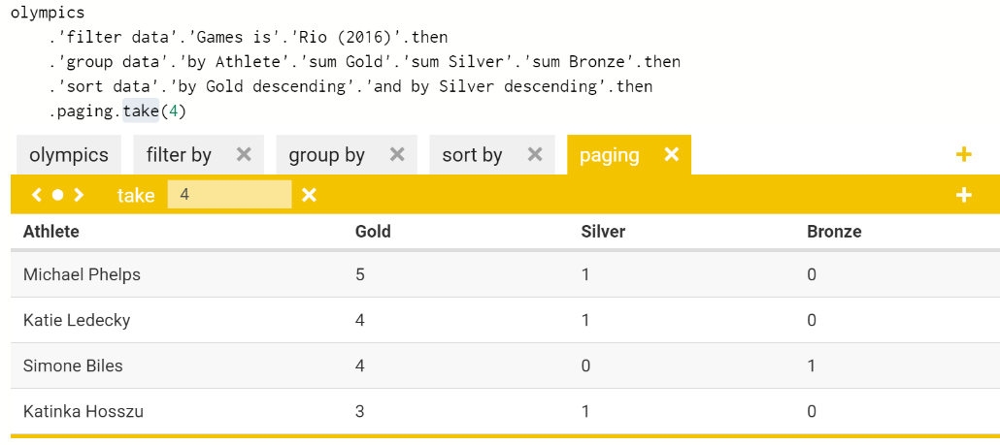 olympics
.'filter data'.'Games is'.'Rio (2016)'.then
.'group data'.'by Athlete'.'sum Gold'.'sum Silver'.'sum Bronze'.then
.'sort data'.'by Gold descending'.'and by Silver descending'.then
.paging.take(4)
olympics filter by × group by × sort by × paging × +
take 4 × +
Athlete Gold Silver Bronze
Michael Phelps 5 1 0
Katie Ledecky 4 1 0
Simone Biles 4 0 1
Katinka Hosszu 3 1 0